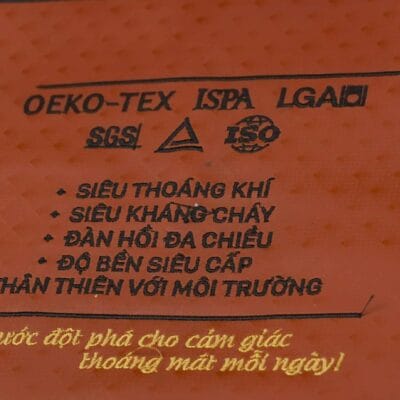 OEKO-TEX ISPA LGA
SGS ISO
• SIÊU THOÁNG KHÍ
• SIÊU KHÁNG CHÁY
• ĐÀN HỒI ĐA CHIỀU
• ĐỘ BỀN SIÊU CẤP
THÂN THIỆN VỚI MÔI TRƯỜNG
ước đột phá cho cảm giác
thoáng mát mỗi ngày!